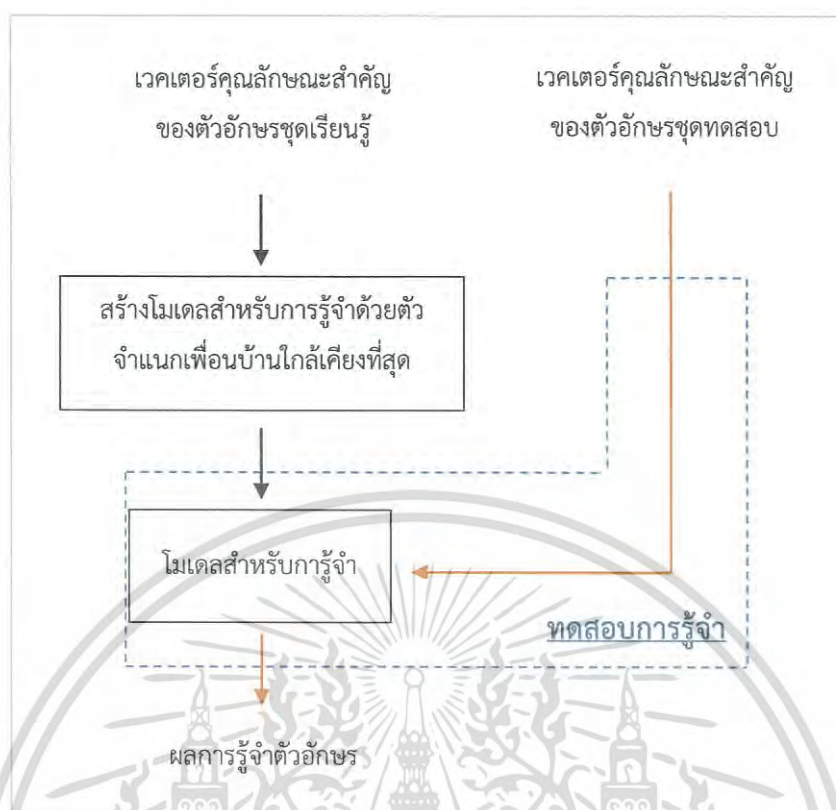 เวคเตอร์คุณลักษณะสำคัญ
ของตัวอักษรชุดเรียนรู้
เวคเตอร์คุณลักษณะสำคัญ
ของตัวอักษรชุดทดสอบ
สร้างโมเดลสำหรับการรู้จำด้วยตัว
จำแนกเพื่อนบ้านใกล้เคียงที่สุด
โมเดลสำหรับการู้จำ
ทดสอบการรู้จำ
ผลการรู้จำตัวอักษร